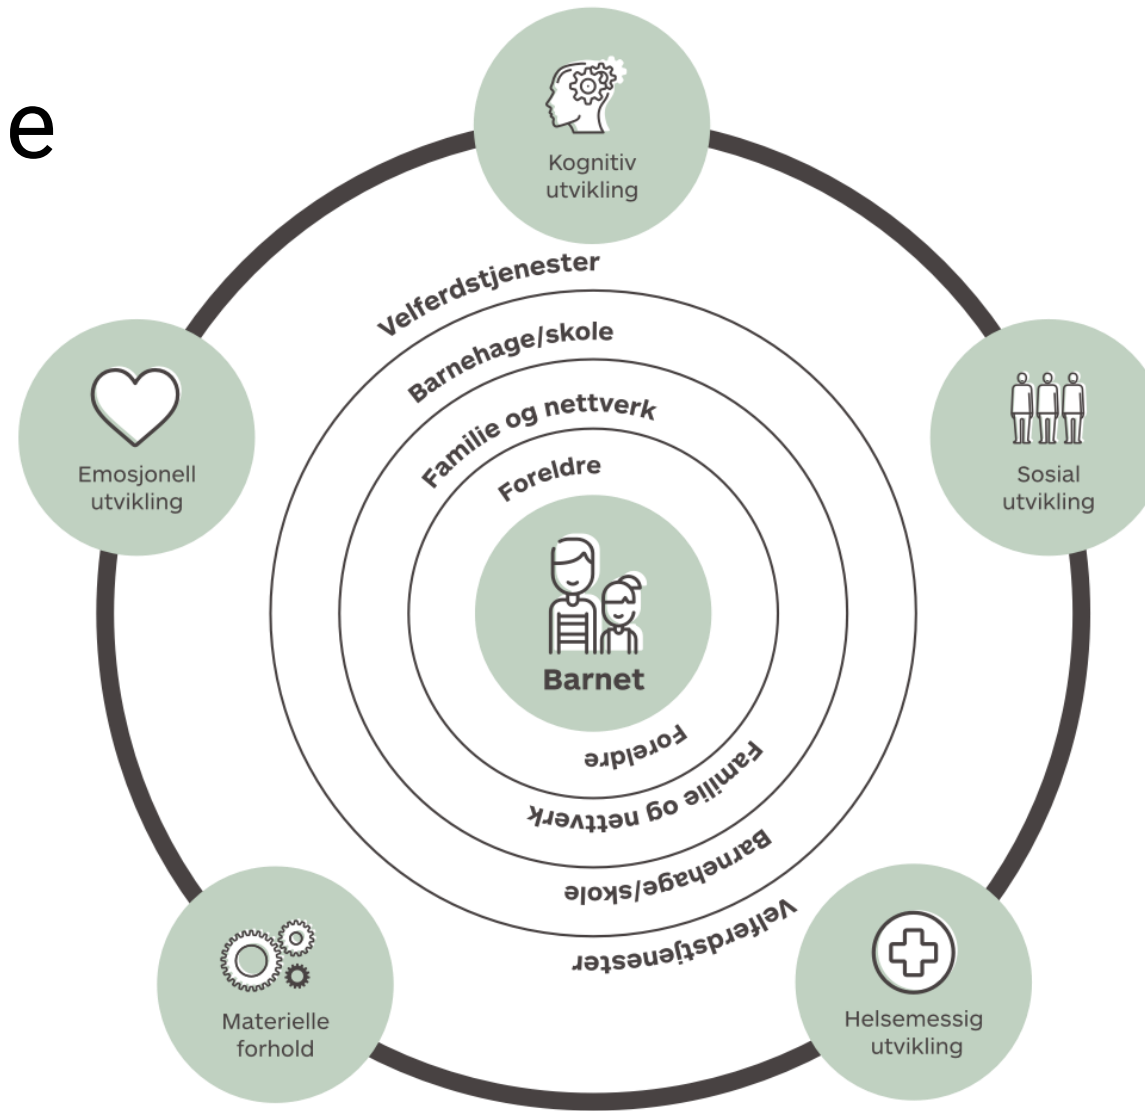 e
Kognitiv
utvikling
Velferdstjenester
Barnehage/skole
Familie og nettverk
Foreldre
Emosjonell
utvikling
Sosial
utvikling
Barnet
Foreldre
Familie og nettverk
Barnehage/skole
Velferdstjenester
Materielle
forhold
Helsemessig
utvikling